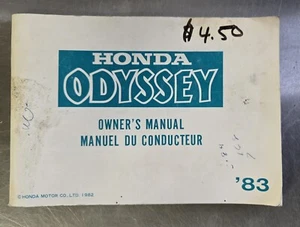 $4.50
HONDA
ODYSSEY
OWNER'S MANUAL
MANUEL DU CONDUCTEUR
'83
© HONDA MOTOR CO., LTD. 1982